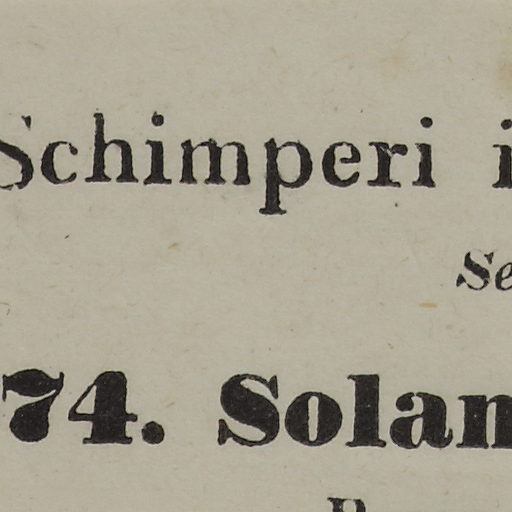 Schimperi i
Se
74. Solan